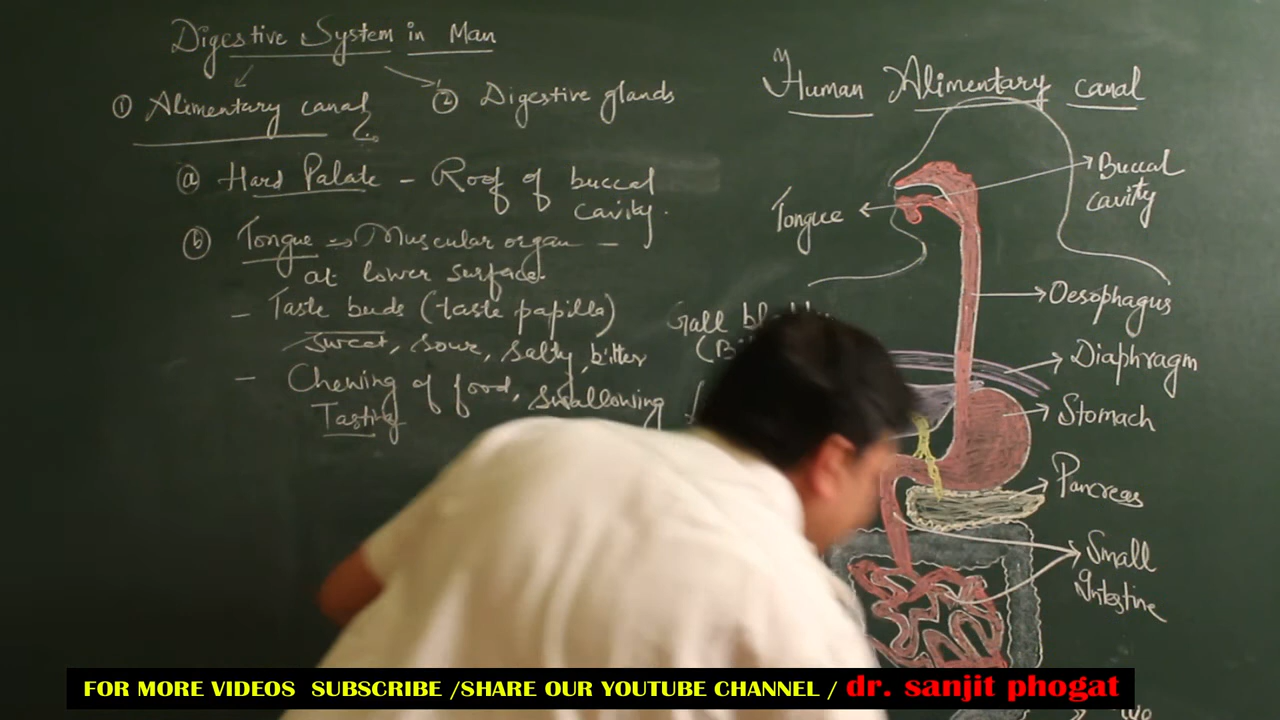 Digestive System in Man
① Alimentary canal
② Digestive glands
ⓐ Hard Palate - Roof of buccal
cavity.
ⓑ Tongue => Muscular organ -
at lower surface.
- Taste buds (taste papilla)
sweet, sour, salty, bitter
- Chewing of food, swallowing
Tasting
Human Alimentary canal
Buccal
cavity
Tongue
Oesophagus
Gall
Diaphragm
Stomach
Pancreas
Small
Intestine
FOR MORE VIDEOS SUBSCRIBE /SHARE OUR YOUTUBE CHANNEL / dr. sanjit phogat